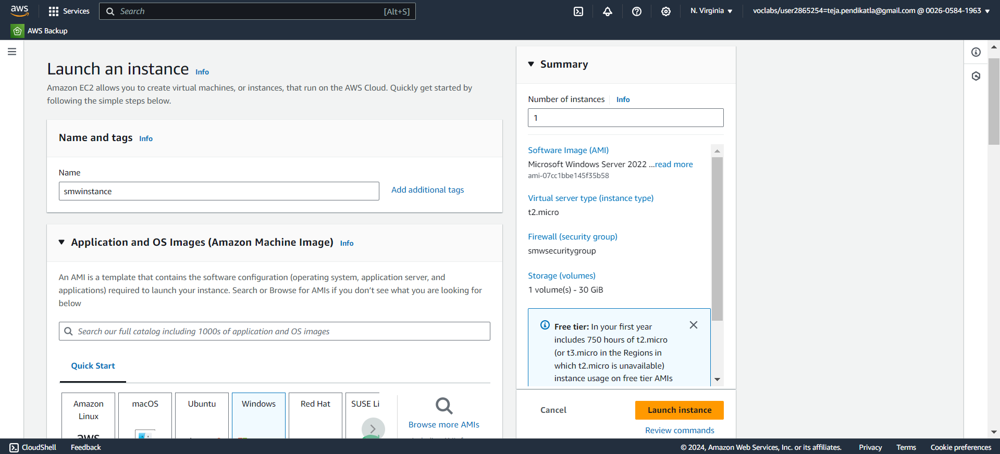 aws
Services
Search
[Alt+S]
N. Virginia
voclabs/user2865254=teja.pendikatla@gmail.com @ 0026-0584-1963
AWS Backup
Launch an instance Info
Amazon EC2 allows you to create virtual machines, or instances, that run on the AWS Cloud. Quickly get started by
following the simple steps below.
Name and tags Info
Name
smwinstance
Add additional tags
Application and OS Images (Amazon Machine Image) Info
An AMI is a template that contains the software configuration (operating system, application server, and
applications) required to launch your instance. Search or Browse for AMIs if you don’t see what you are looking for
below
Search our full catalog including 1000s of application and OS images
Quick Start
Amazon
Linux
aws
macOS
Ubuntu
Windows
Red Hat
SUSE Li
Browse more AMIs
Summary
Number of instances Info
1
Software Image (AMI)
Microsoft Windows Server 2022 ...read more
ami-07cc1bbe145f35b58
Virtual server type (instance type)
t2.micro
Firewall (security group)
smwsecuritygroup
Storage (volumes)
1 volume(s) - 30 GiB
Free tier: In your first year
includes 750 hours of t2.micro
(or t3.micro in the Regions in
which t2.micro is unavailable)
instance usage on free tier AMIs
Cancel
Launch instance
Review commands
CloudShell
Feedback
© 2024, Amazon Web Services, Inc. or its affiliates.
Privacy
Terms
Cookie preferences